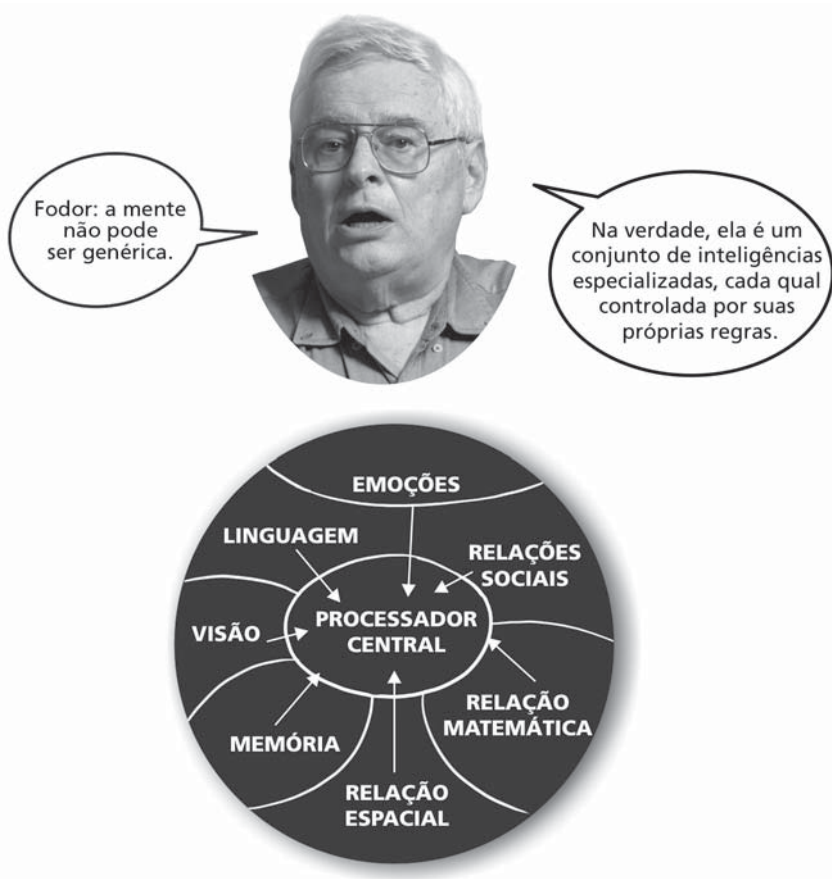 Fodor: a mente
não pode
ser genérica.
Na verdade, ela é um
conjunto de inteligências
especializadas, cada qual
controlada por suas
próprias regras.
EMOÇÕES
LINGUAGEM
RELAÇÕES
SOCIAIS
PROCESSADOR
CENTRAL
VISÃO
RELAÇÃO
MATEMÁTICA
MEMÓRIA
RELAÇÃO
ESPACIAL